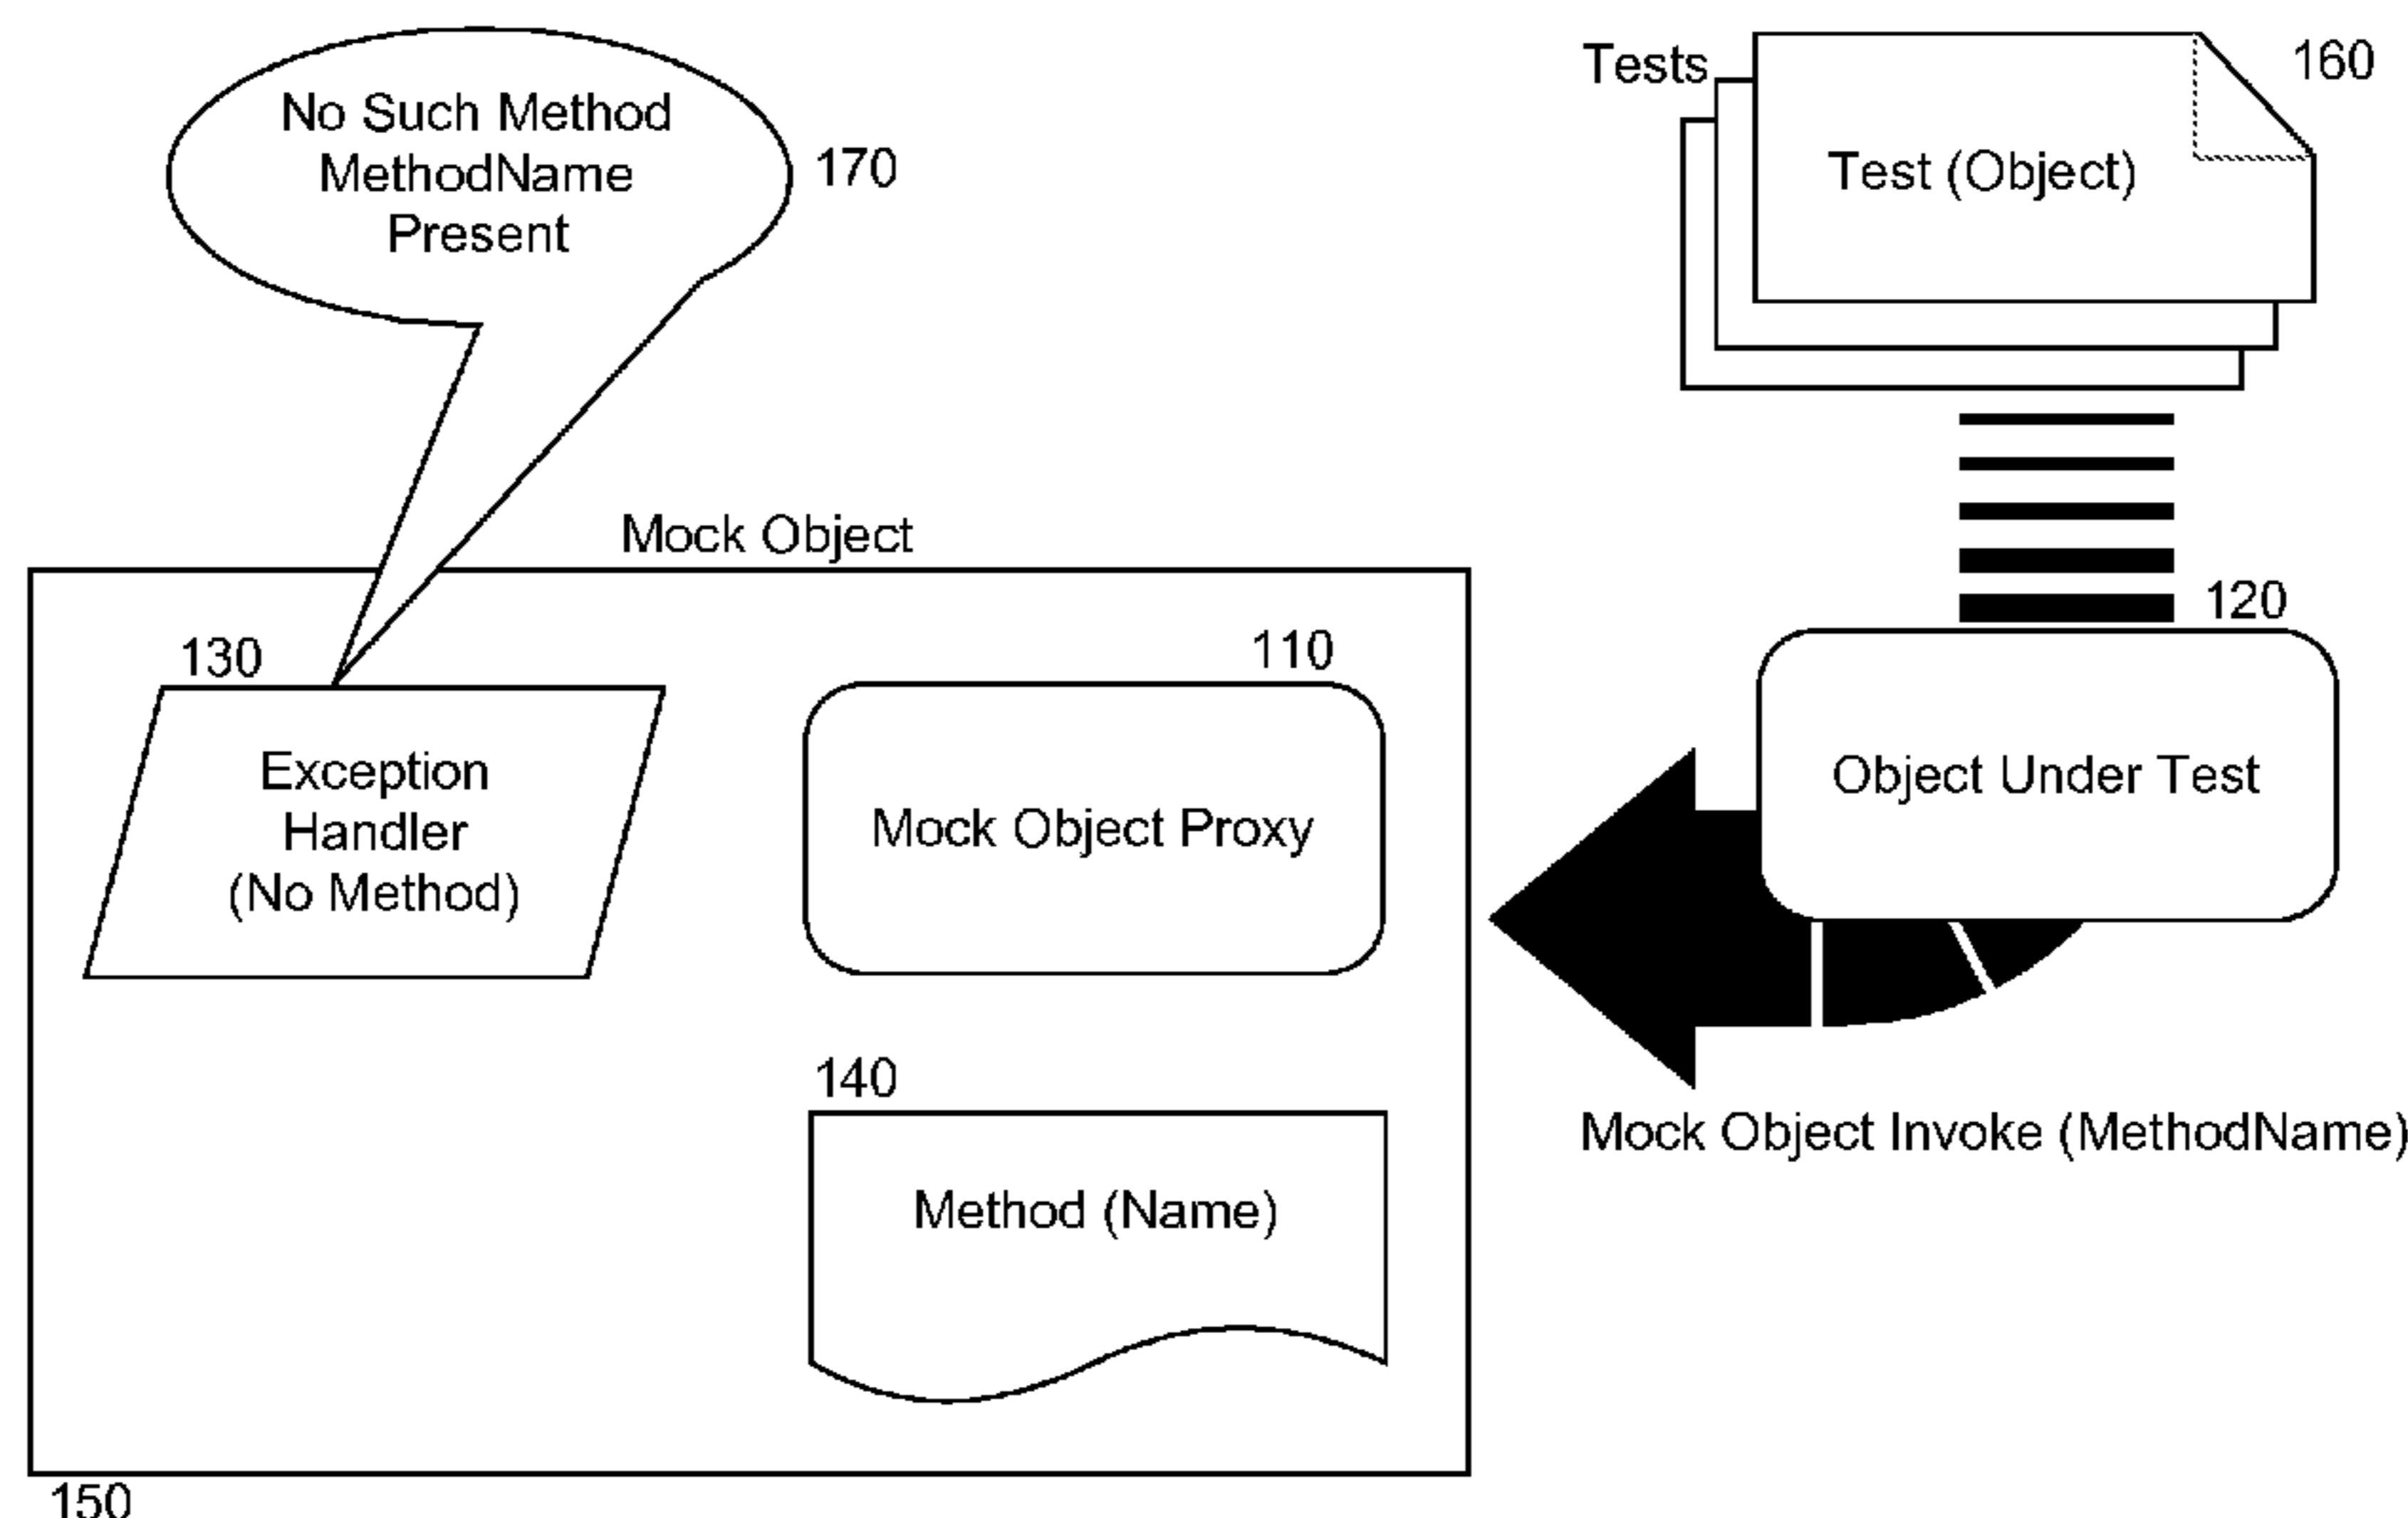 No Such Method
MethodName
Present
170
Tests
160
Test (Object)
Mock Object
130
Exception
Handler
(No Method)
110
Mock Object Proxy
120
Object Under Test
140
Method (Name)
Mock Object Invoke (MethodName)
150